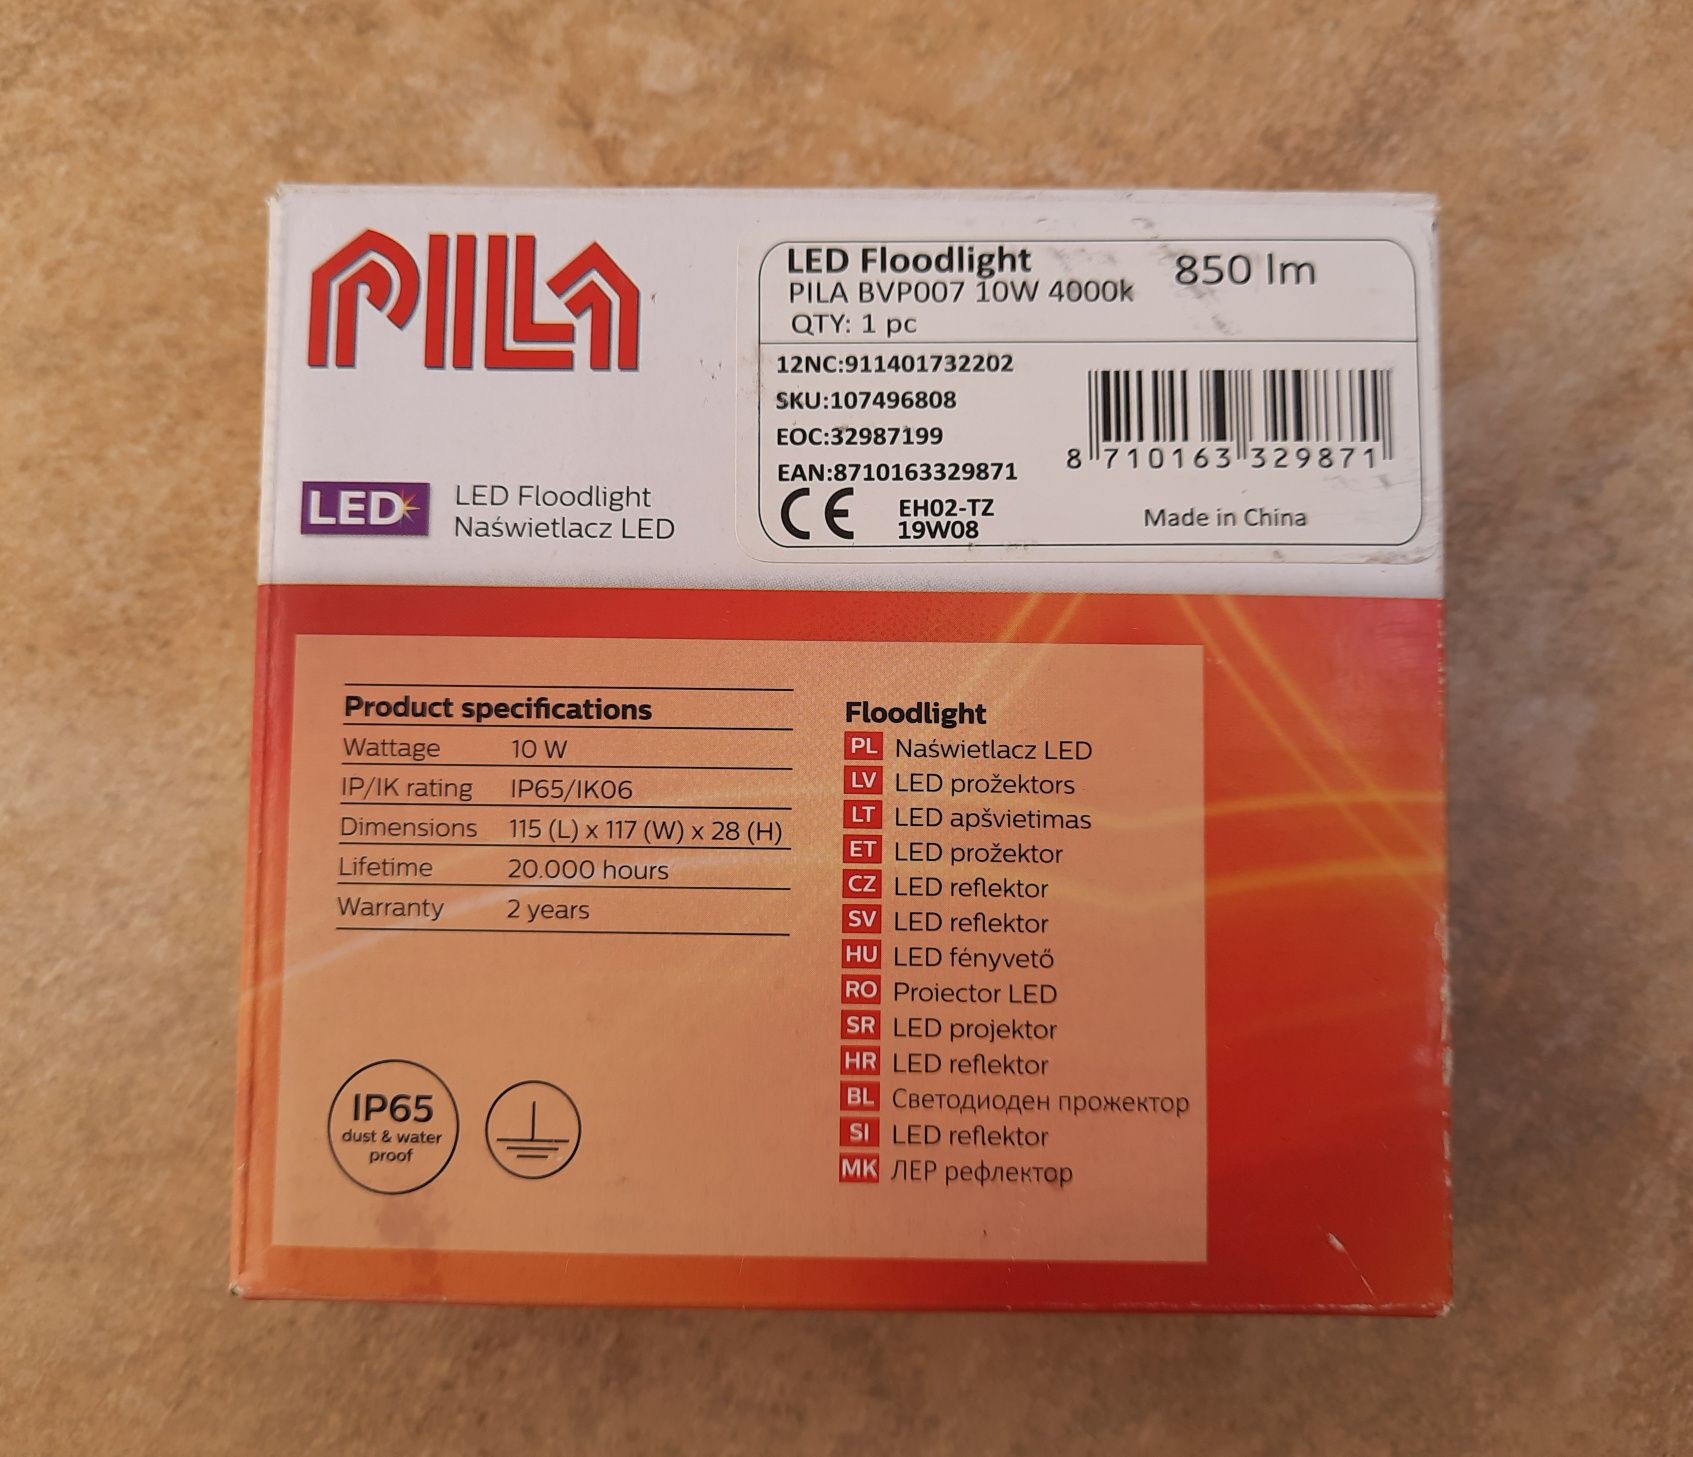 PILA
LED
LED Floodlight
Naświetlacz LED
LED Floodlight
850 lm
PILA BVP007 10W 4000k
QTY: 1 pc
12NC:911401732202
SKU:107496808
EOC:32987199
EAN:8710163329871
8 710163 329871
CE
EH02-TZ
19W08
Made in China
Product specifications
Wattage 10 W
IP/IK rating IP65/IK06
Dimensions 115 (L) x 117 (W) x 28 (H)
Lifetime 20.000 hours
Warranty 2 years
IP65
dust & water
proof
Floodlight
PL Naświetlacz LED
LV LED prožektors
LT LED apšvietimas
ET LED prožektor
CZ LED reflektor
SV LED reflektor
HU LED fényvető
RO Proiector LED
SR LED projektor
HR LED reflektor
BL Светодиоден прожектор
SI LED reflektor
MK ЛЕР рефлектор